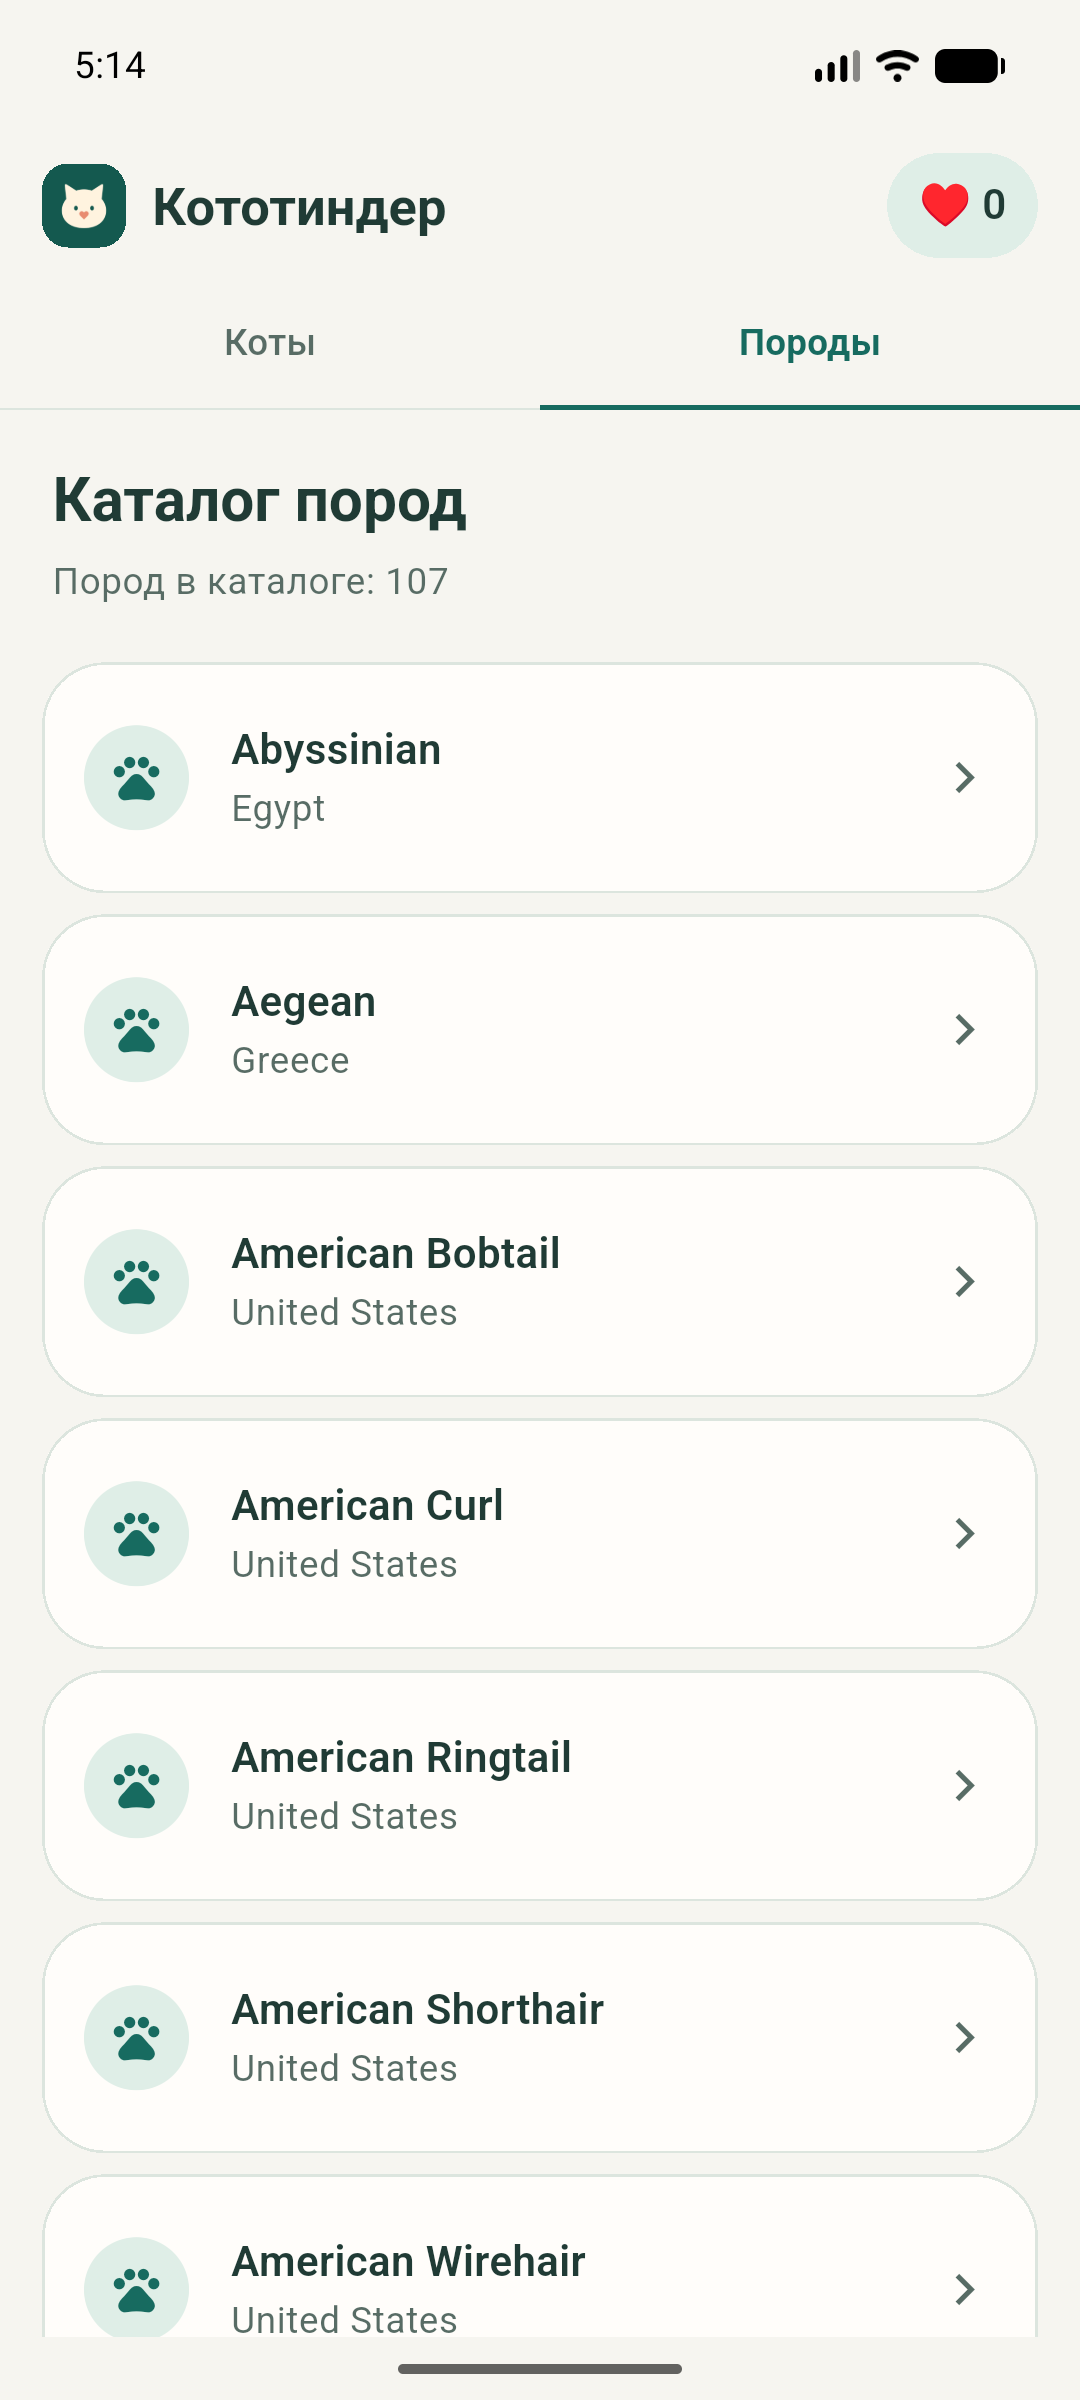 5:14
Кототиндер
0
Коты
Породы
Каталог пород
Пород в каталоге: 107
Abyssinian
Egypt
Aegean
Greece
American Bobtail
United States
American Curl
United States
American Ringtail
United States
American Shorthair
United States
American Wirehair
United States